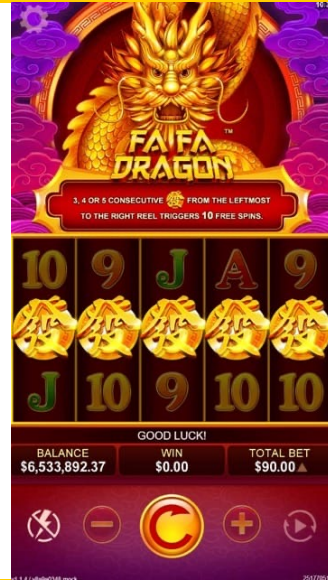 FA FA
DRAGON™
3, 4 OR 5 CONSECUTIVE 發 FROM THE LEFTMOST
TO THE RIGHT REEL TRIGGERS 10 FREE SPINS.
10 9 J A 9
發 發 發 發 發
J 10 9 10 10
GOOD LUCK!
BALANCE WIN TOTAL BET
$6,533,892.37 $0.00 $90.00